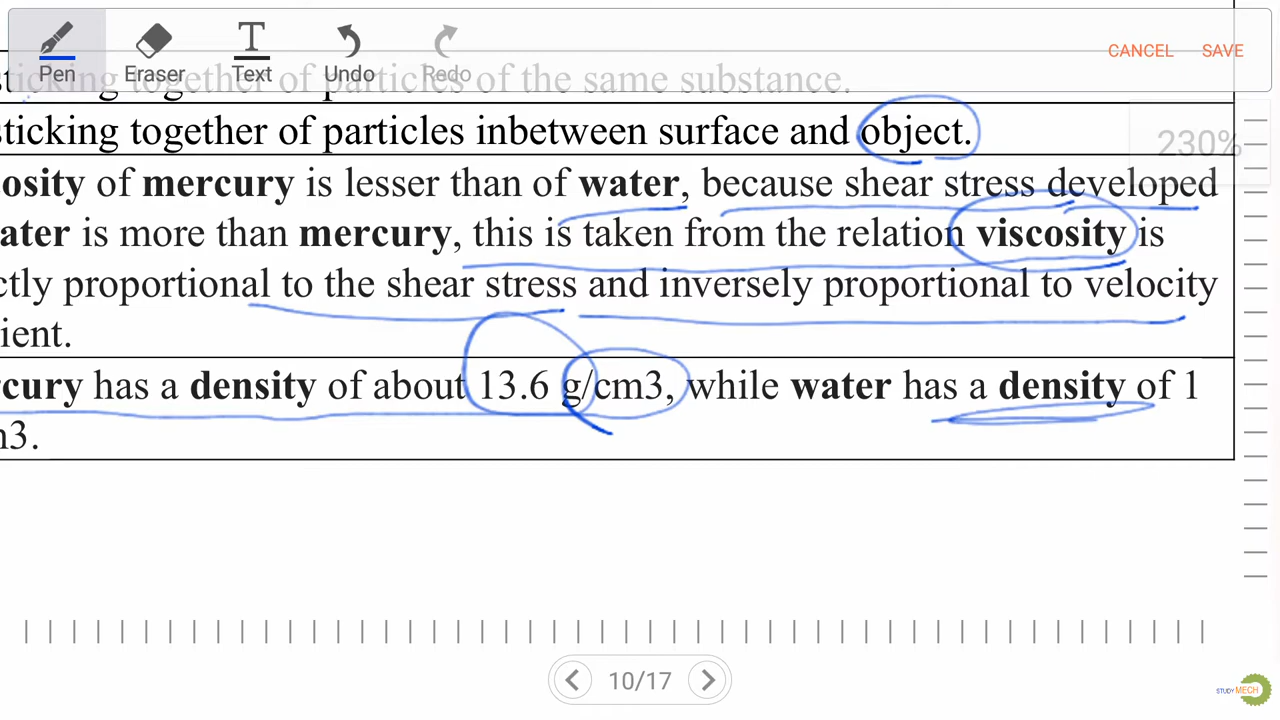 Pen Eraser Text Undo Redo CANCEL SAVE
sticking together of particles of the same substance.
sticking together of particles inbetween surface and object.
230%
osity of mercury is lesser than of water, because shear stress developed
ater is more than mercury, this is taken from the relation viscosity is
ctly proportional to the shear stress and inversely proportional to velocity
ient.
rcury has a density of about 13.6 g/cm3, while water has a density of 1
m3.
10/17
STUDYMECH